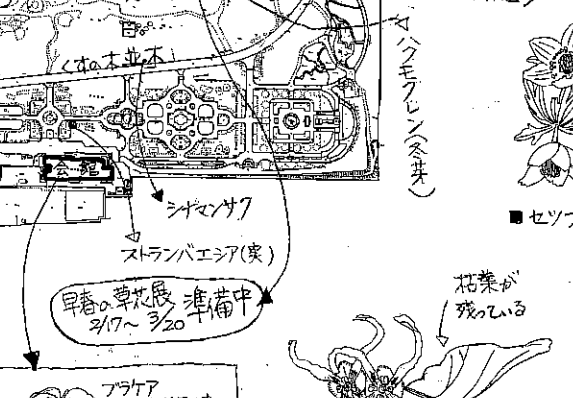 くすの木並木
ハクモクレン(冬芽)
会館
シナマンサク
ストランバエシア(実)
早春の草花展 準備中
2/17〜3/20
■セツブ
枯葉が
残っている
ブラケア